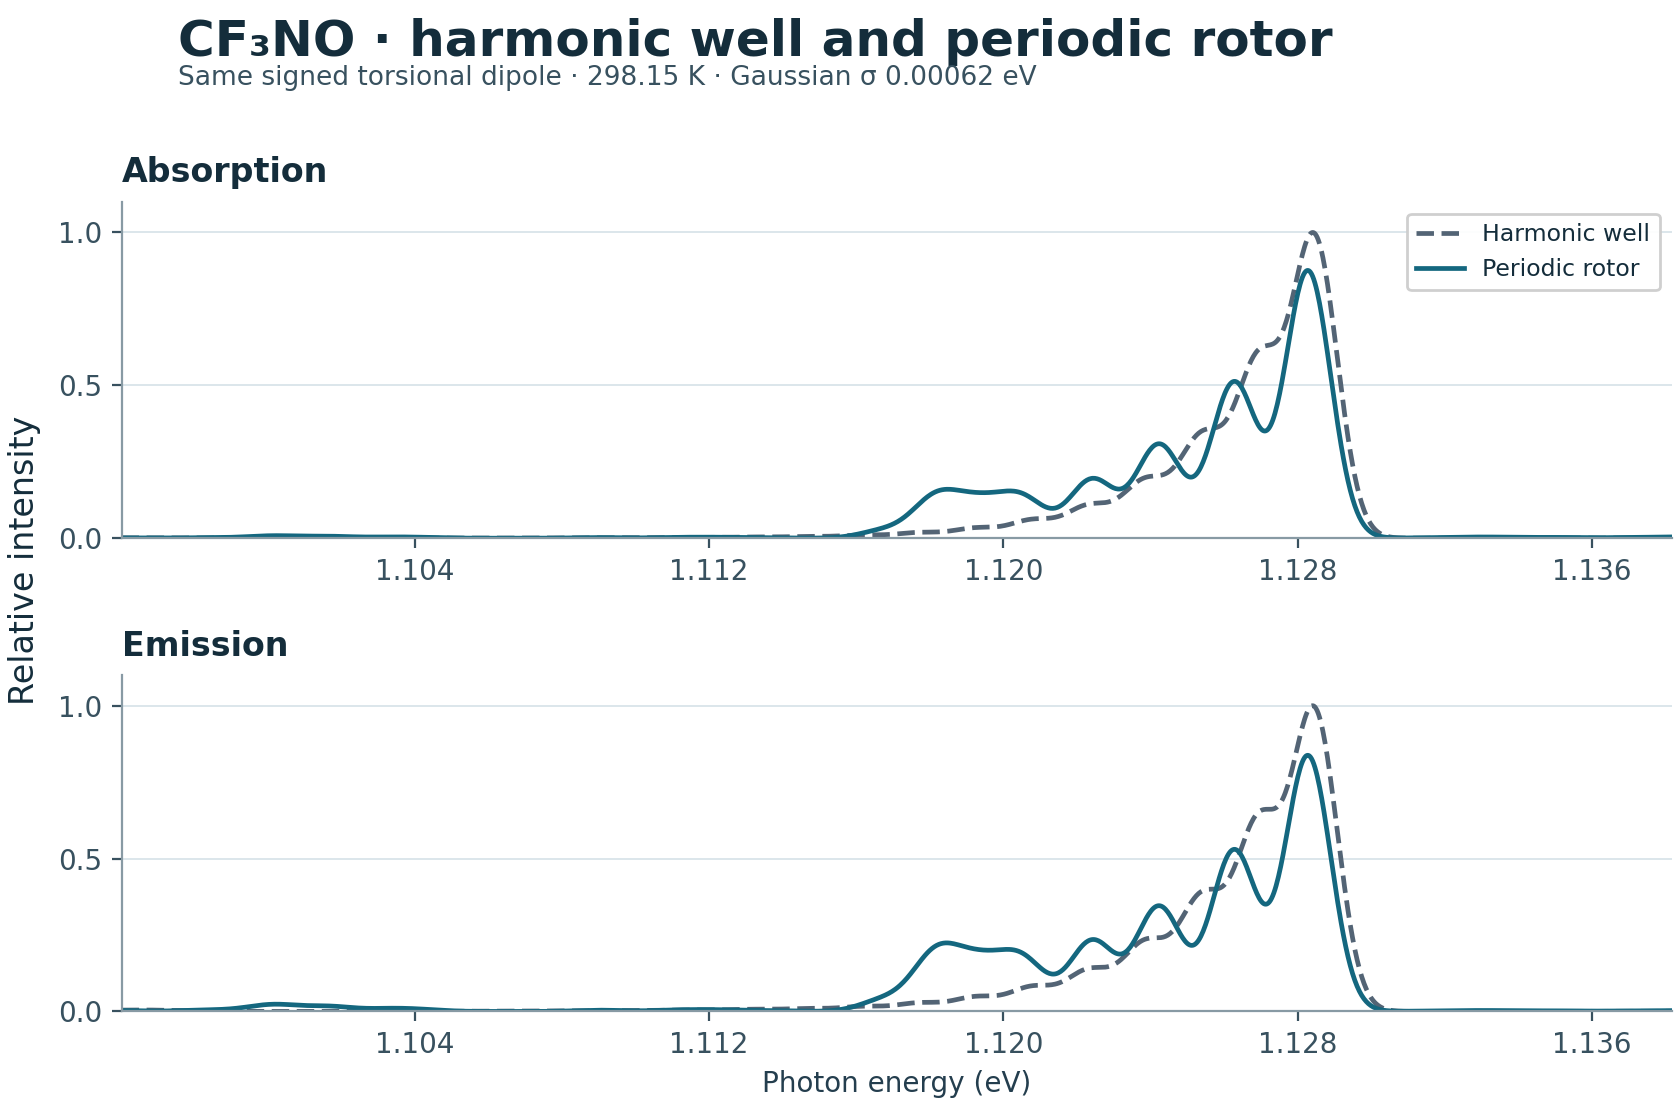 CF₃NO · harmonic well and periodic rotor
Same signed torsional dipole · 298.15 K · Gaussian σ 0.00062 eV
Absorption
Harmonic well
Periodic rotor
1.0
0.5
0.0
1.104 1.112 1.120 1.128 1.136
Relative intensity
Emission
1.0
0.5
0.0
1.104 1.112 1.120 1.128 1.136
Photon energy (eV)